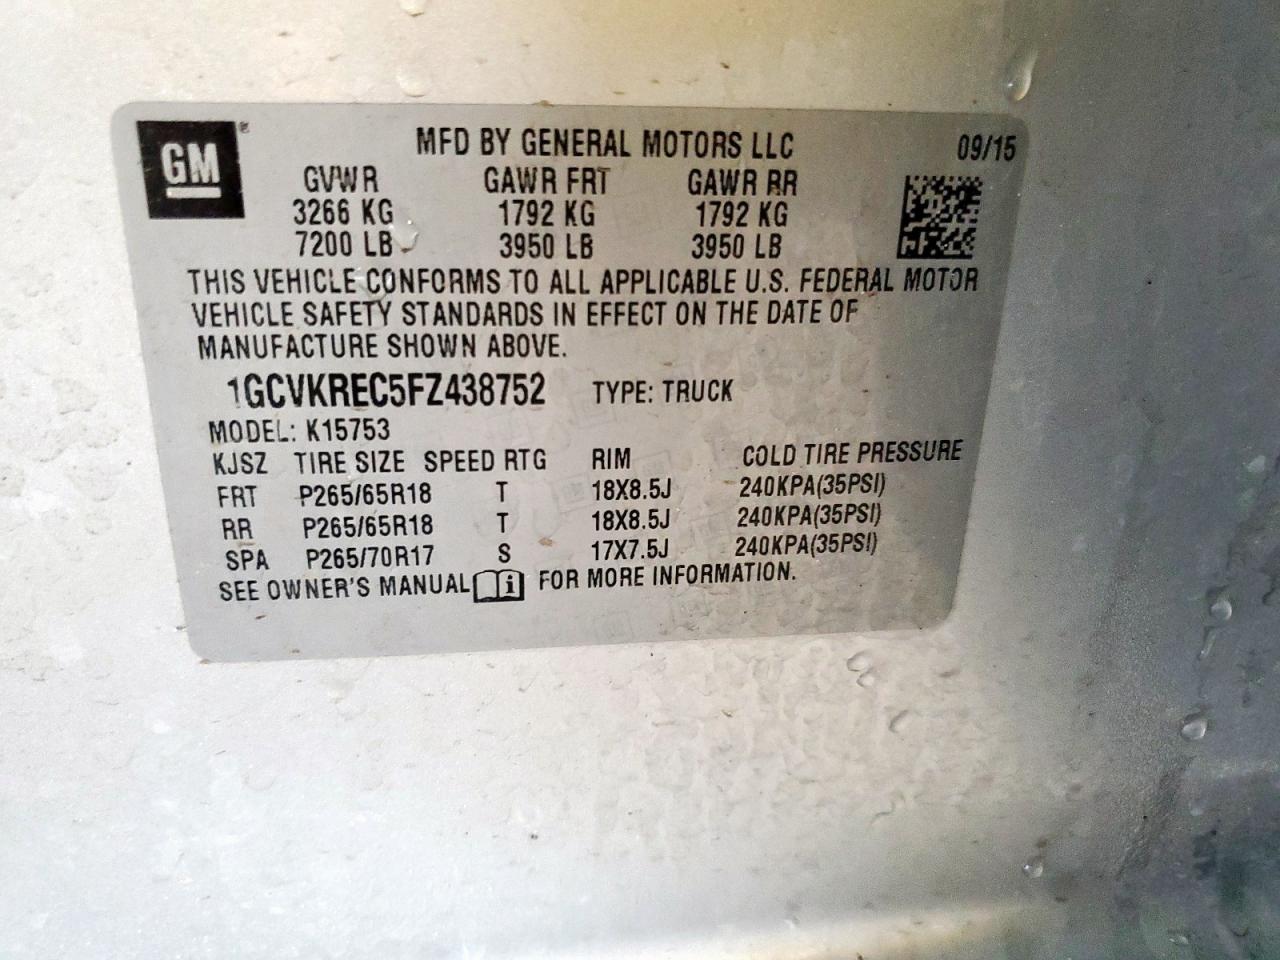 GM ® MFD BY GENERAL MOTORS LLC 09/15
GVWR GAWR FRT GAWR RR
3266 KG 1792 KG 1792 KG
7200 LB 3950 LB 3950 LB
THIS VEHICLE CONFORMS TO ALL APPLICABLE U.S. FEDERAL MOTOR
VEHICLE SAFETY STANDARDS IN EFFECT ON THE DATE OF
MANUFACTURE SHOWN ABOVE.
1GCVKREC5FZ438752 TYPE: TRUCK
MODEL: K15753
KJSZ TIRE SIZE SPEED RTG RIM COLD TIRE PRESSURE
FRT P265/65R18 T 18X8.5J 240KPA(35PSI)
RR P265/65R18 T 18X8.5J 240KPA(35PSI)
SPA P265/70R17 S 17X7.5J 240KPA(35PSI)
SEE OWNER'S MANUAL i FOR MORE INFORMATION.